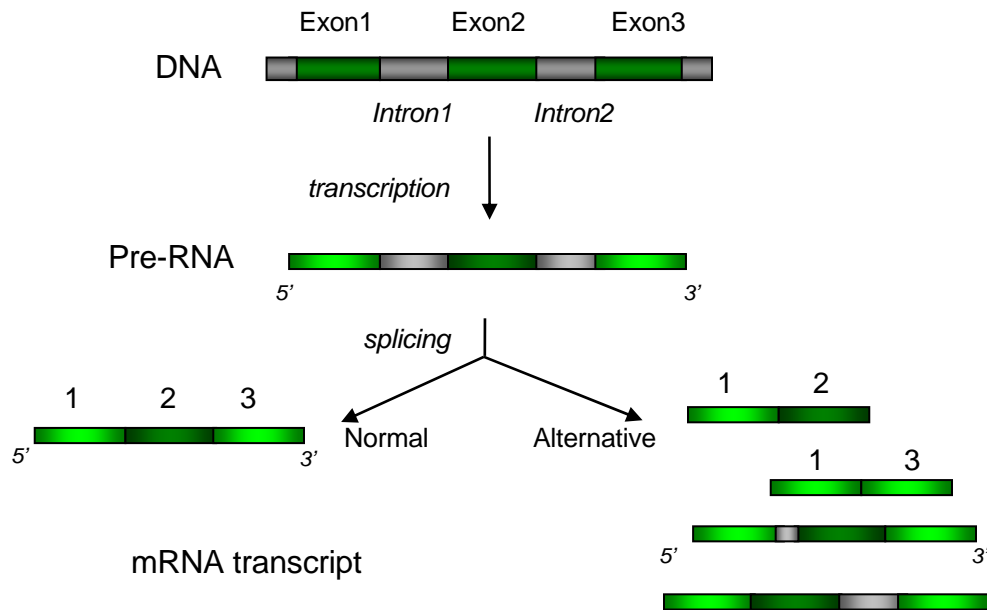 Exon1 Exon2 Exon3
DNA
Intron1 Intron2
transcription
Pre-RNA
5’ 3’
splicing
1 2 3
5’ 3’
Normal
Alternative
1 2
1 3
5’ 3’
mRNA transcript